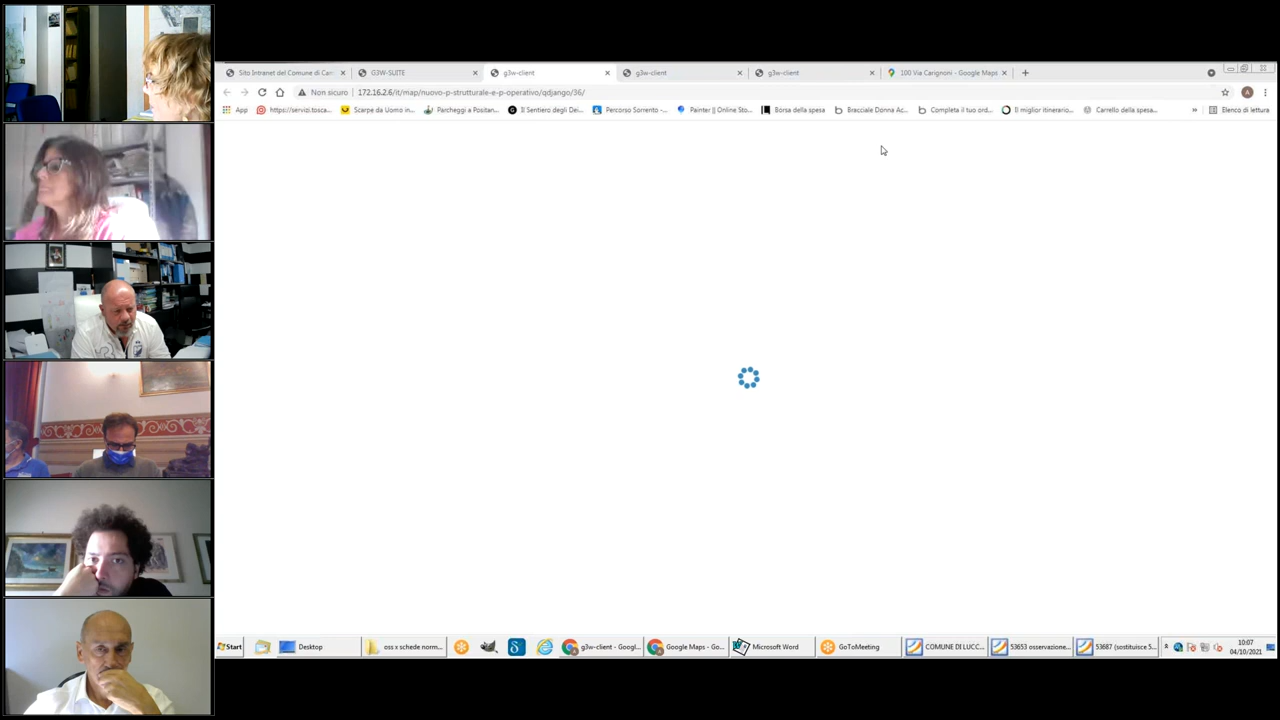 Sito Intranet del Comune di Cam
G3W-SUITE
g3w-client
g3w-client
g3w-client
100 Via Carignoni - Google Maps
Non sicuro
172.16.2.6/it/map/nuovo-p-strutturale-e-p-operativo/qdjango/36/
A
App
https://servizi.tosca...
Scarpe da Uomo in...
Parcheggi a Positan...
Il Sentiero degli Dei...
Percorso Sorrento -...
Painter || Online Sto...
Borsa della spesa
Bracciale Donna Ac...
Completa il tuo ord...
Il miglior itinerario...
Carrello della spesa...
»
Elenco di lettura
Start
Desktop
oss x schede norm...
g3w-client - Googl...
Google Maps - Go...
Microsoft Word
GoToMeeting
COMUNE DI LUCC...
53653 osservazione...
53687 (sostituisce 5...
10:07
04/10/2021